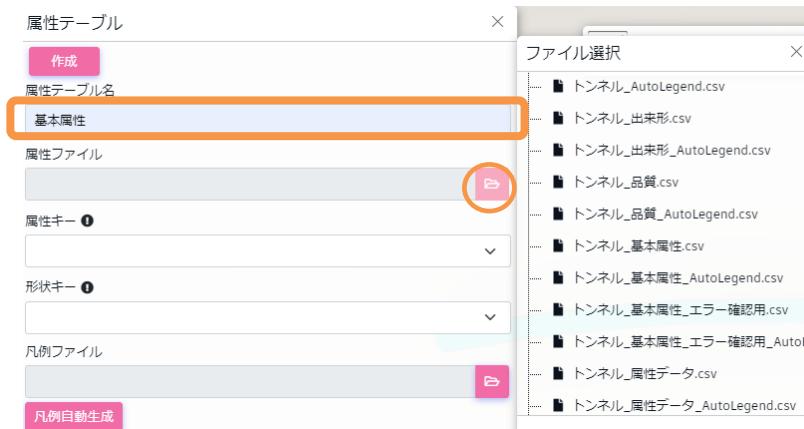 属性テーブル
作成
属性テーブル名
基本属性
属性ファイル
属性キー
形状キー
凡例ファイル
凡例自動生成
ファイル選択
トンネル_AutoLegend.csv
トンネル_出来形.csv
トンネル_出来形_AutoLegend.csv
トンネル_品質.csv
トンネル_品質_AutoLegend.csv
トンネル_基本属性.csv
トンネル_基本属性_AutoLegend.csv
トンネル_基本属性_エラー確認用.csv
トンネル_基本属性_エラー確認用_Auto
トンネル_属性データ.csv
トンネル_属性データ_AutoLegend.csv